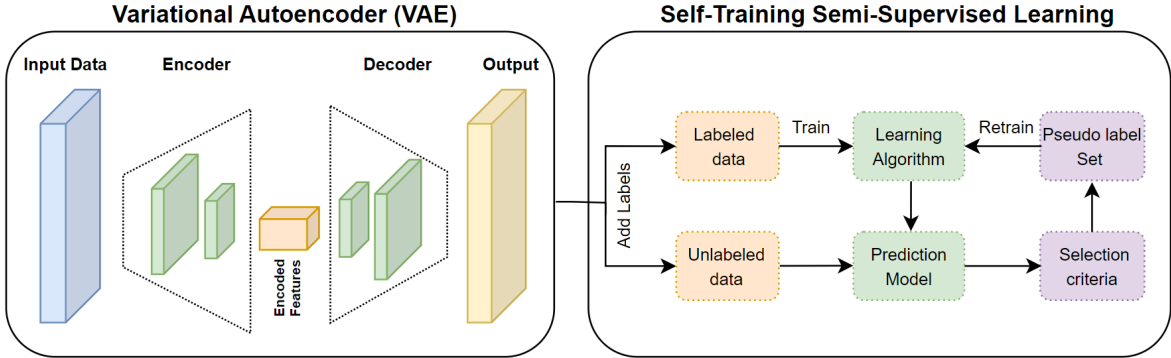 Variational Autoencoder (VAE)
Input Data
Encoder
Decoder
Output
Encoded
Features
Self-Training Semi-Supervised Learning
Add Labels
Labeled
data
Train
Learning
Algorithm
Retrain
Pseudo label
Set
Unlabeled
data
Prediction
Model
Selection
criteria